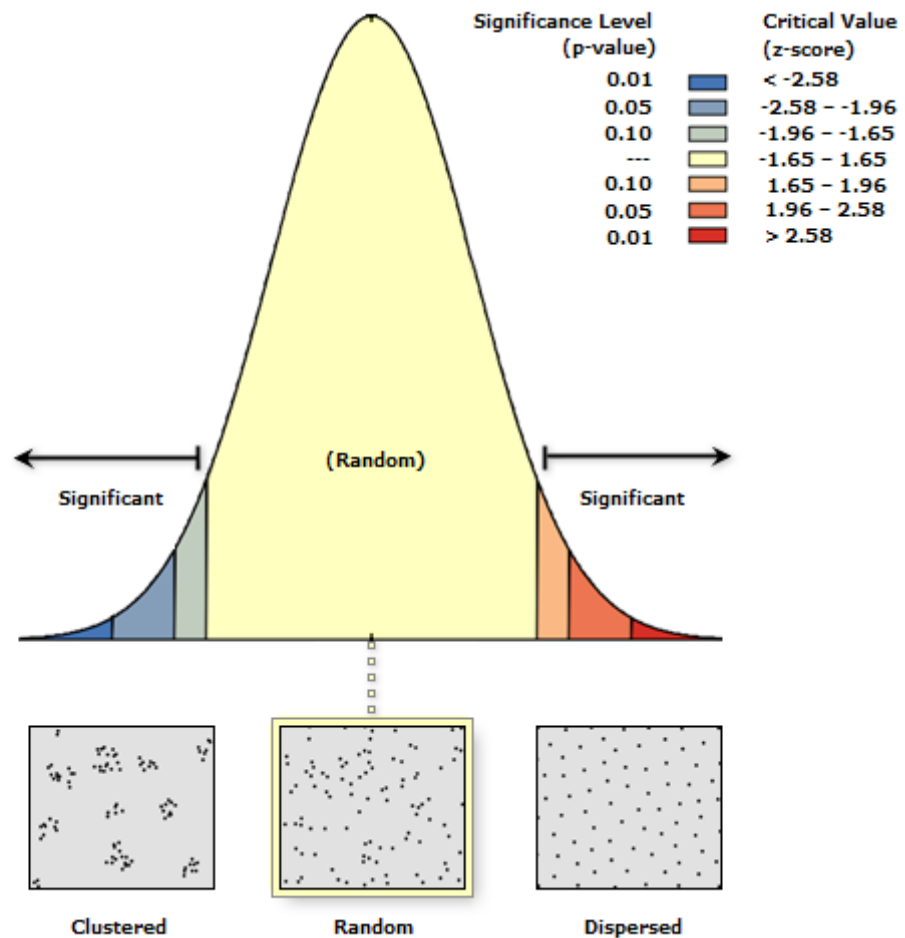 Significance Level Critical Value
(p-value) (z-score)
0.01 < -2.58
0.05 -2.58 – -1.96
0.10 -1.96 – -1.65
--- -1.65 – 1.65
0.10 1.65 – 1.96
0.05 1.96 – 2.58
0.01 > 2.58
(Random)
Significant Significant
Clustered Random Dispersed